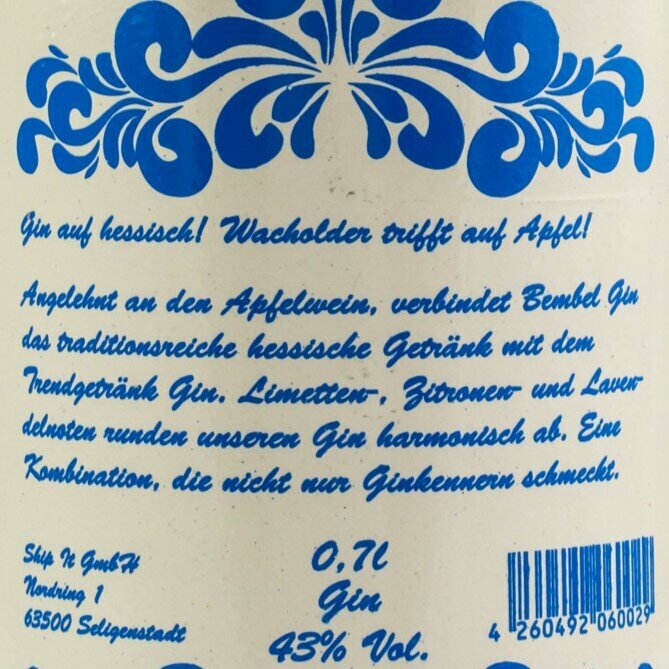 Gin auf hessisch! Wacholder trifft auf Apfel!
Angelehnt an den Apfelwein, verbindet Bembel Gin
das traditionsreiche hessische Getränk mit dem
Trendgetränk Gin. Limetten-, Zitronen- und Laven-
delnoten runden unseren Gin harmonisch ab. Eine
Kombination, die nicht nur Ginkennern schmeckt.
Ship It GmbH
Nordring 1
63500 Seligenstadt
0,7l
Gin
43% Vol.
4 260492 060029